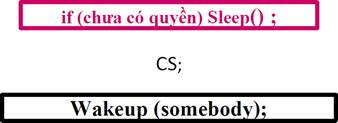 if (chưa có quyền) Sleep() ;
CS;
Wakeup (somebody);